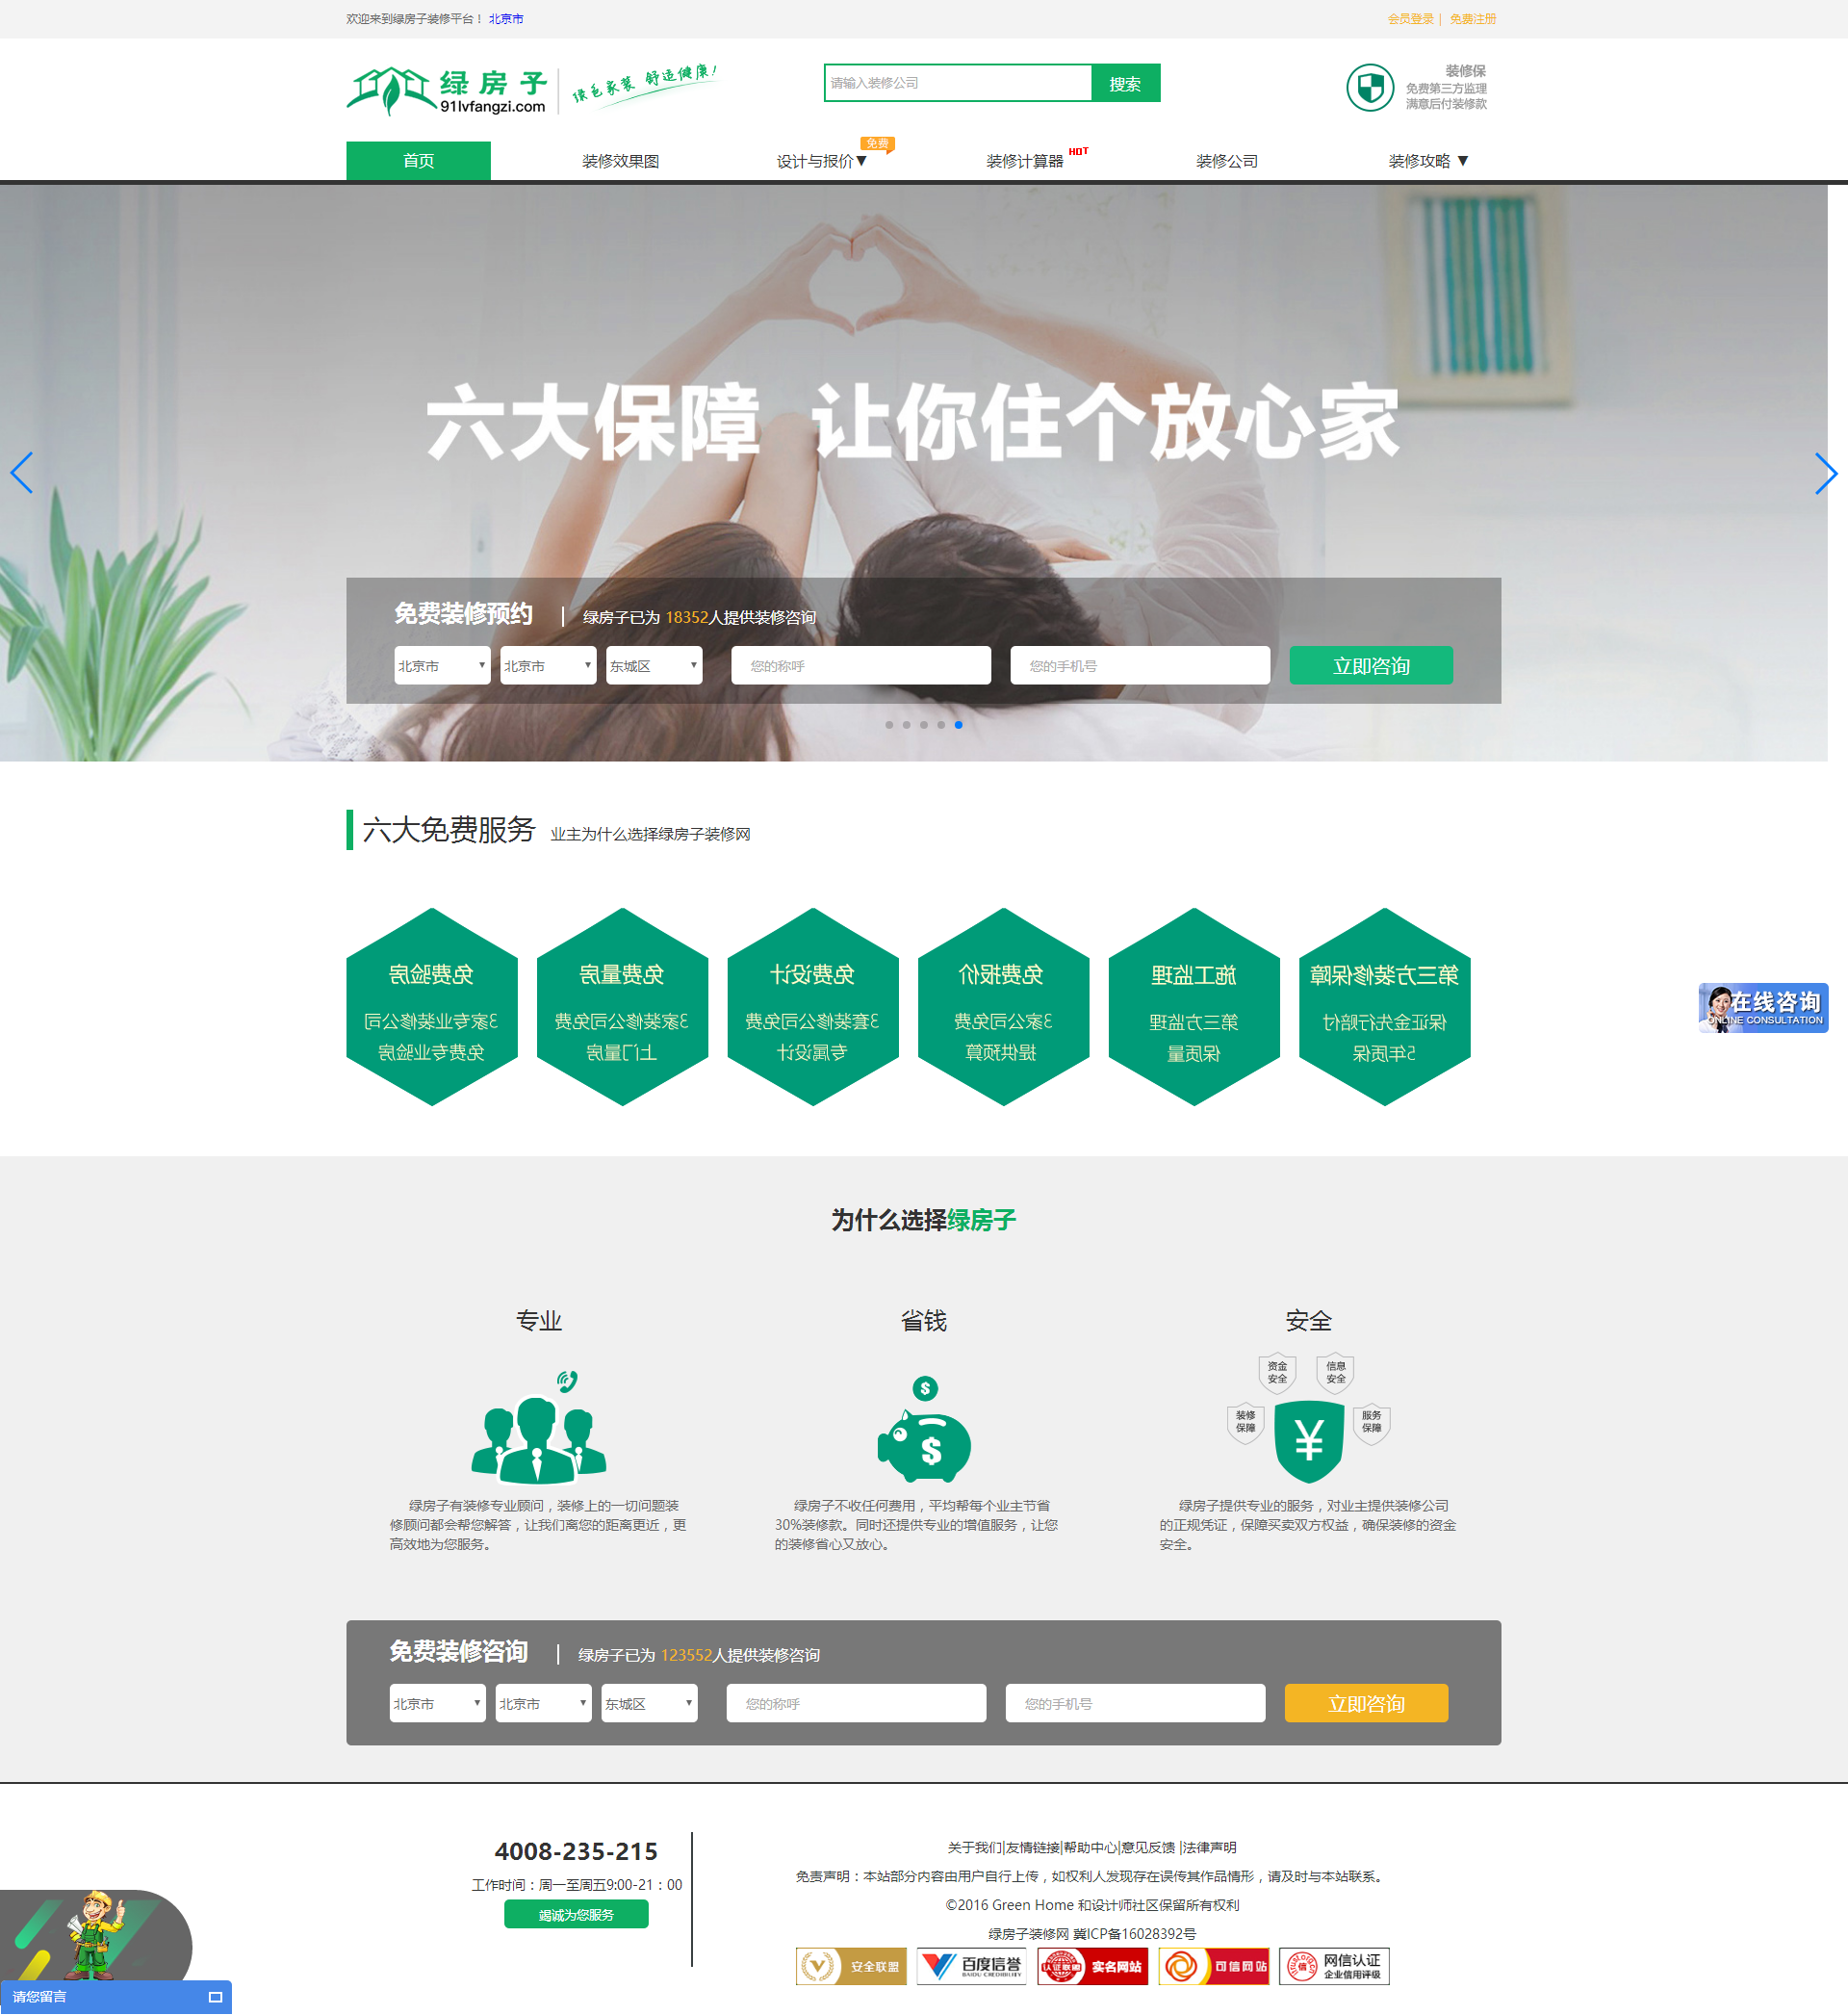 欢迎来到绿房子装修平台！ 北京市
会员登录 | 免费注册
绿房子
91lvfangzi.com
绿色家装 舒适健康!
请输入装修公司
搜索
装修保
免费第三方监理
满意后付装修款
免费
HOT
首页 装修效果图 设计与报价▼ 装修计算器 装修公司 装修攻略 ▼
六大保障 让你住个放心家
免费装修预约 | 绿房子已为 18352人提供装修咨询
北京市 北京市 东城区 您的称呼 您的手机号 立即咨询
六大免费服务 业主为什么选择绿房子装修网
免费验房
3家专业装修公司
免费专业验房
免费量房
3家装修公司免费
上门量房
免费设计
3套装修公司免费
专属设计
免费报价
3家公司免费
提供预算
施工监理
第三方监理
保质量
第三方装修保障
保证金先行赔付
5年质保
在线咨询
ONLINE CONSULTATION
为什么选择绿房子
专业
绿房子有装修专业顾问，装修上的一切问题装
修顾问都会帮您解答，让我们离您的距离更近，更
高效地为您服务。
省钱
绿房子不收任何费用，平均帮每个业主节省
30%装修款。同时还提供专业的增值服务，让您
的装修省心又放心。
安全
资金
安全
信息
安全
装修
保障
服务
保障
绿房子提供专业的服务，对业主提供装修公司
的正规凭证，保障买卖双方权益，确保装修的资金
安全。
免费装修咨询 | 绿房子已为 123552人提供装修咨询
北京市 北京市 东城区 您的称呼 您的手机号 立即咨询
4008-235-215
工作时间：周一至周五9:00-21：00
竭诚为您服务
关于我们|友情链接|帮助中心|意见反馈 |法律声明
免责声明：本站部分内容由用户自行上传，如权利人发现存在误传其作品情形，请及时与本站联系。
©2016 Green Home 和设计师社区保留所有权利
绿房子装修网 冀ICP备16028392号
安全联盟
百度信誉
BAIDU CREDIBILITY
认证联盟
实名网站
可信网站
信
网信认证
企业信用评级
请您留言